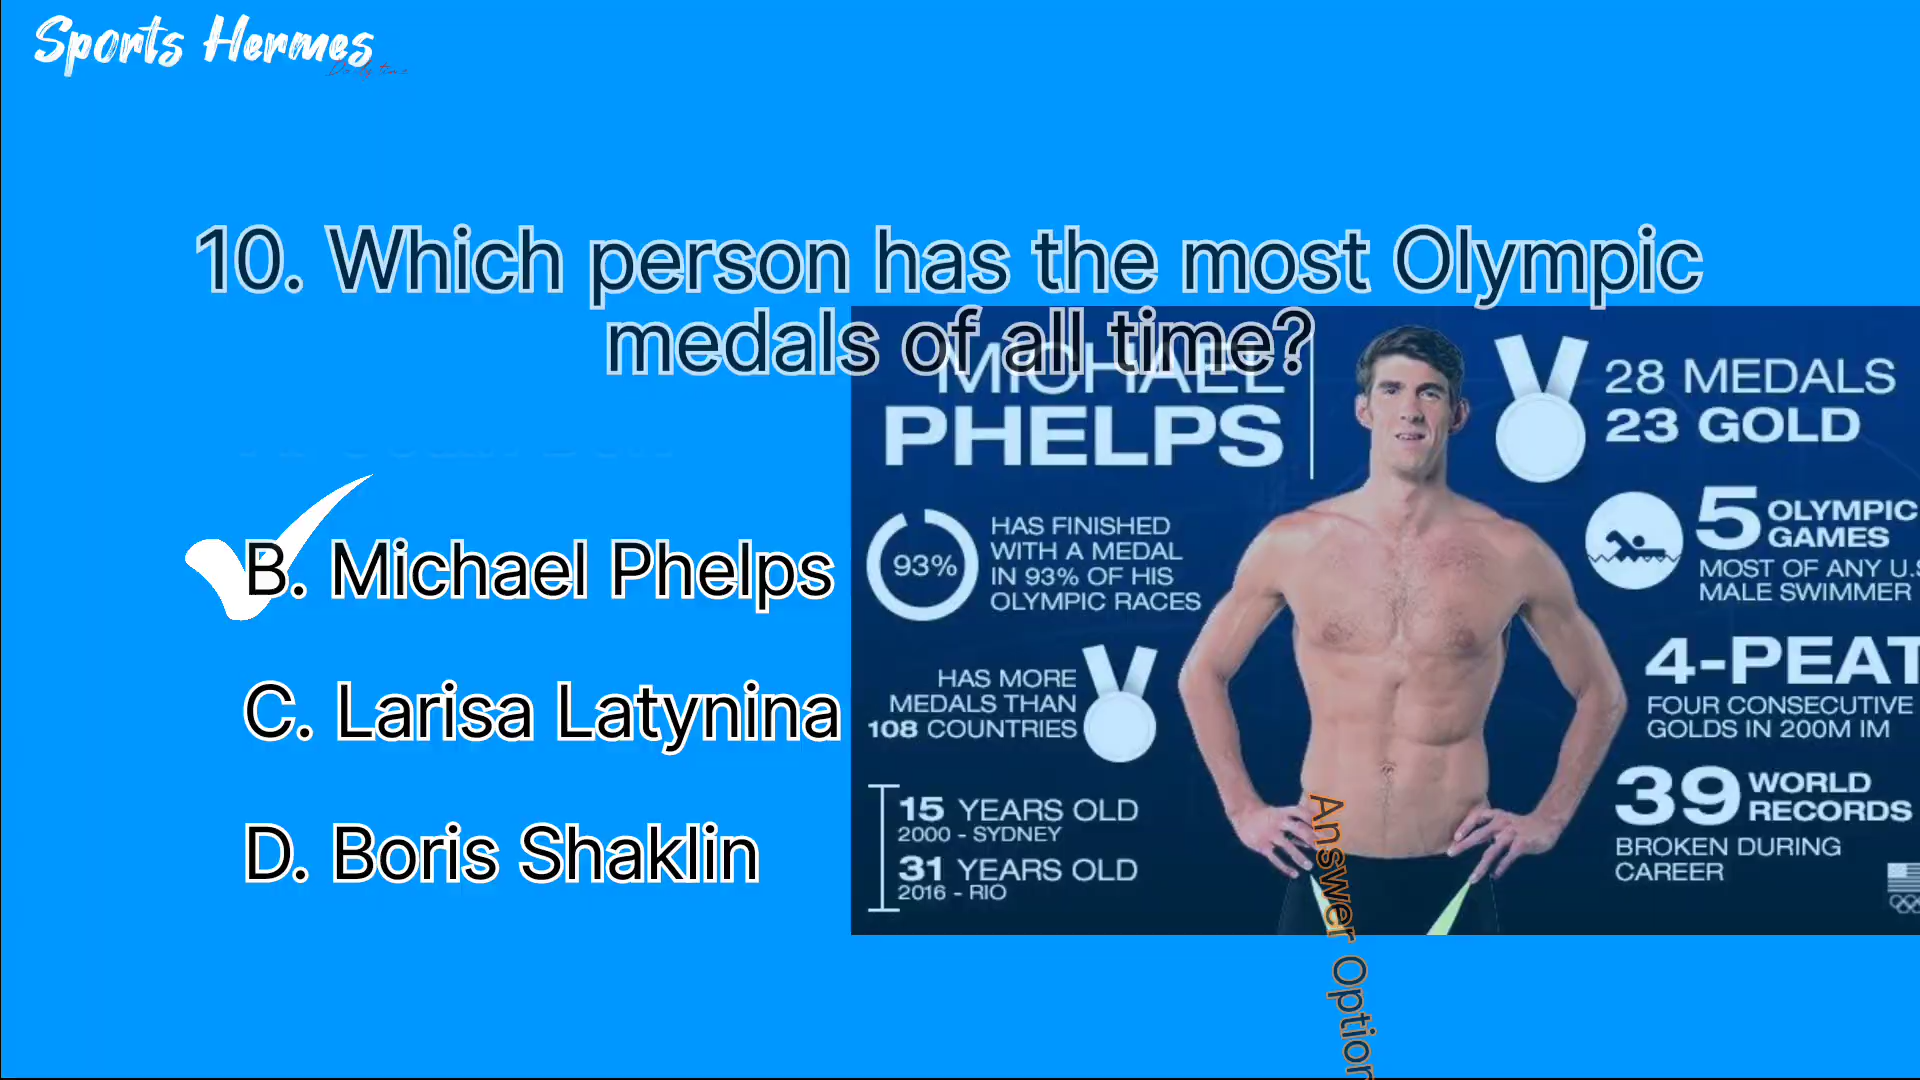 Sports Hermes
10. Which person has the most Olympic
medals of all time?
B. Michael Phelps
C. Larisa Latynina
D. Boris Shaklin
MICHAEL
PHELPS
28 MEDALS
23 GOLD
93%
HAS FINISHED
WITH A MEDAL
IN 93% OF HIS
OLYMPIC RACES
5 OLYMPIC
GAMES
MOST OF ANY U.S
MALE SWIMMER
HAS MORE
MEDALS THAN
108 COUNTRIES
4-PEAT
FOUR CONSECUTIVE
GOLDS IN 200M IM
15 YEARS OLD
2000 - SYDNEY
31 YEARS OLD
2016 - RIO
39 WORLD
RECORDS
BROKEN DURING
CAREER
Answer Option